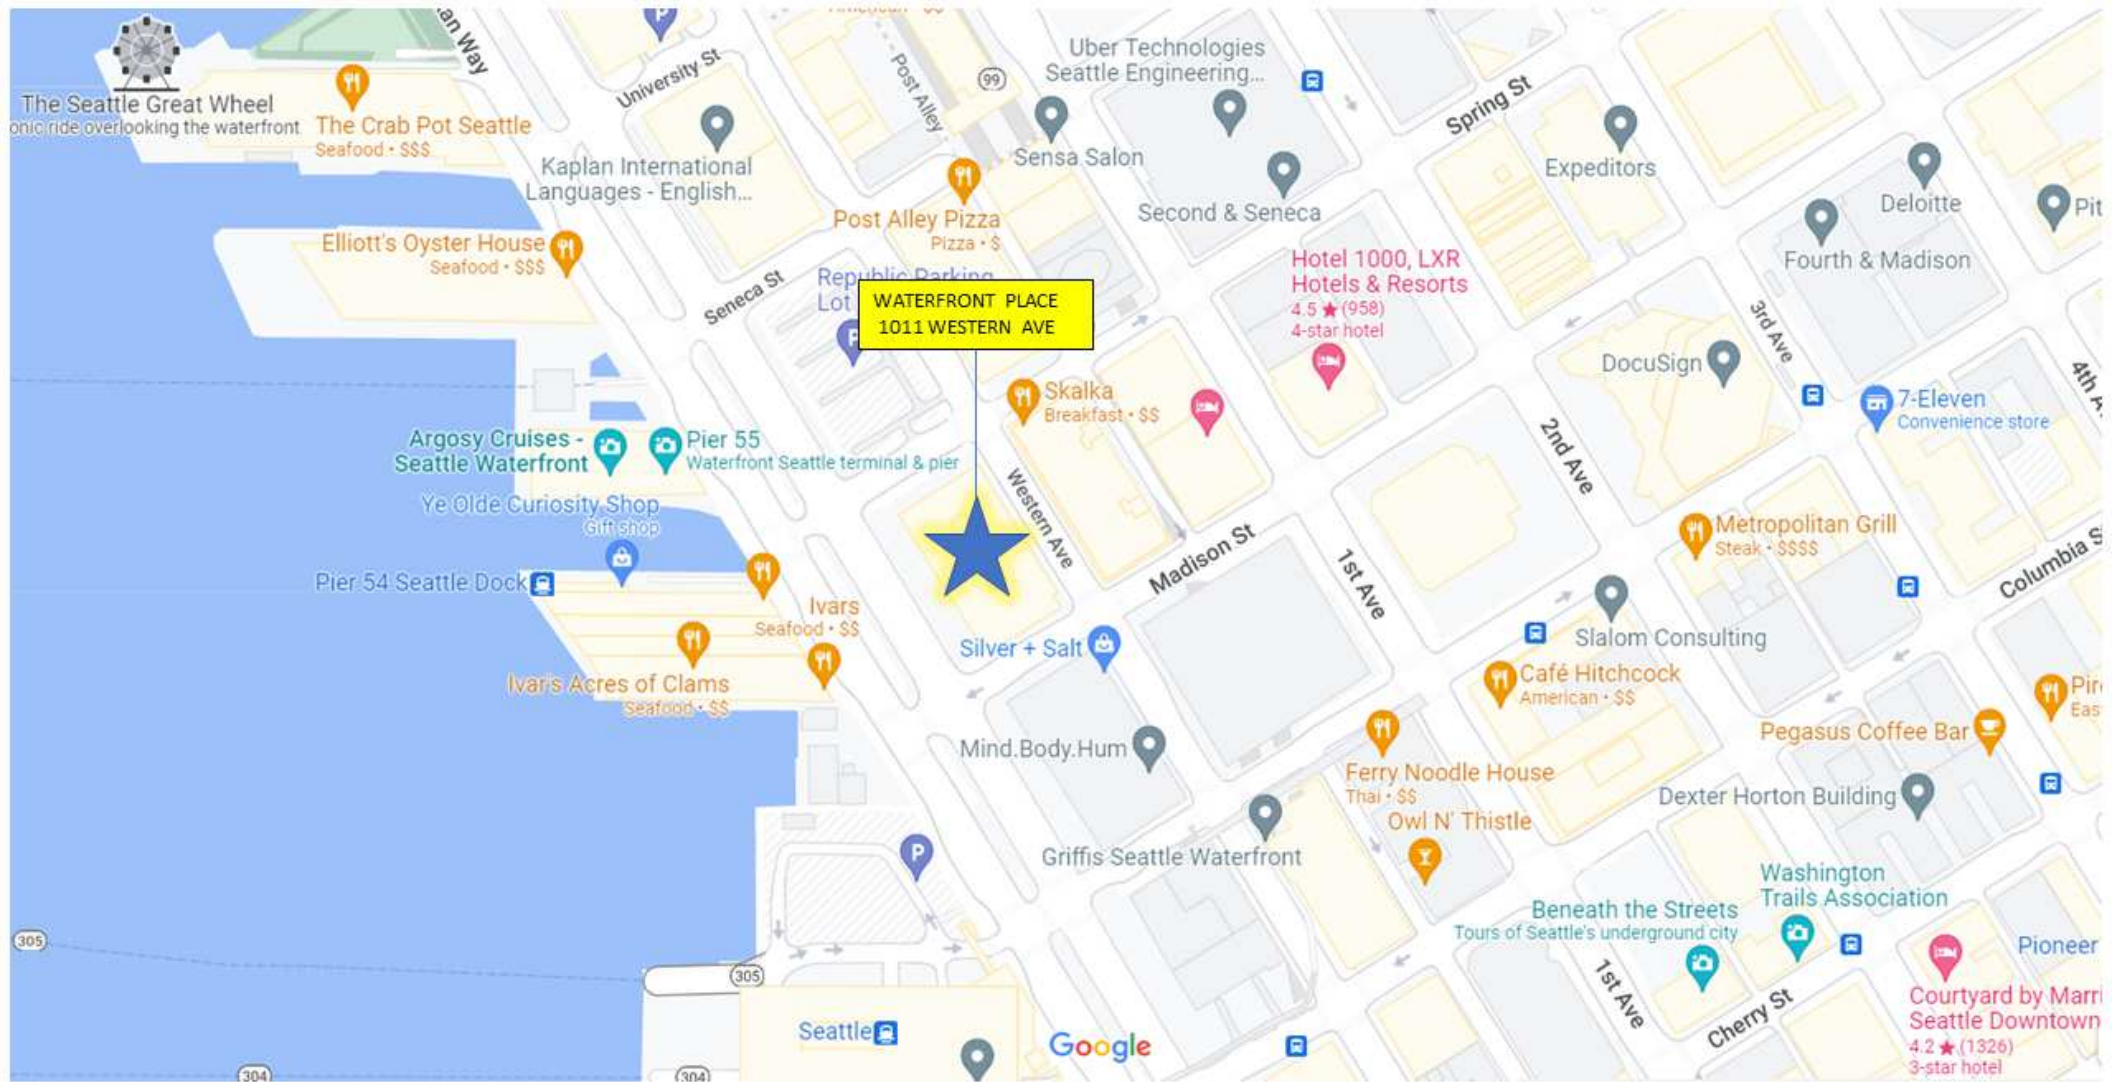 an Way
American • $$
University St
Post Alley
99
Uber Technologies
Seattle Engineering...
Spring St
The Seattle Great Wheel
onic ride overlooking the waterfront
The Crab Pot Seattle
Seafood • $$$
Kaplan International
Languages - English...
Sensa Salon
Expeditors
Second & Seneca
Deloitte
Pit
Post Alley Pizza
Pizza • $
Elliott's Oyster House
Seafood • $$$
Fourth & Madison
Hotel 1000, LXR
Hotels & Resorts
4.5 ★ (958)
4-star hotel
Seneca St
Republic Parking
Lot
P
WATERFRONT PLACE
1011 WESTERN AVE
3rd Ave
DocuSign
4th A
Skalka
Breakfast • $$
7-Eleven
Convenience store
Argosy Cruises -
Seattle Waterfront
Pier 55
Waterfront Seattle terminal & pier
2nd Ave
Western Ave
Ye Olde Curiosity Shop
Gift shop
Madison St
1st Ave
Metropolitan Grill
Steak • $$$$
Columbia S
Pier 54 Seattle Dock
Ivars
Seafood • $$
Silver + Salt
Slalom Consulting
Ivar's Acres of Clams
Seafood • $$
Café Hitchcock
American • $$
Pir
Eas
Mind.Body.Hum
Pegasus Coffee Bar
Ferry Noodle House
Thai • $$
Dexter Horton Building
Owl N' Thistle
P
Griffis Seattle Waterfront
Washington
Trails Association
Beneath the Streets
Tours of Seattle's underground city
305
305
Pioneer
1st Ave
Cherry St
Courtyard by Marri
Seattle Downtown
4.2 ★ (1326)
3-star hotel
Seattle
Google
304
304